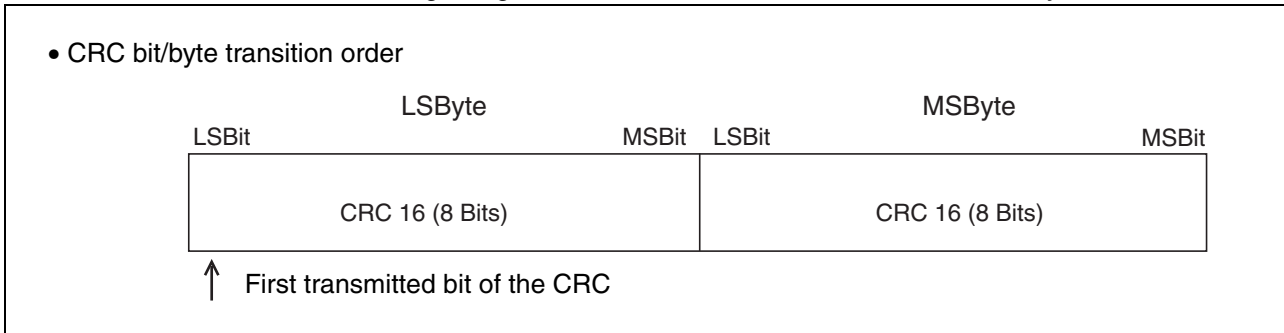 • CRC bit/byte transition order
LSByte MSByte
LSBit MSBit LSBit MSBit
CRC 16 (8 Bits) CRC 16 (8 Bits)
First transmitted bit of the CRC